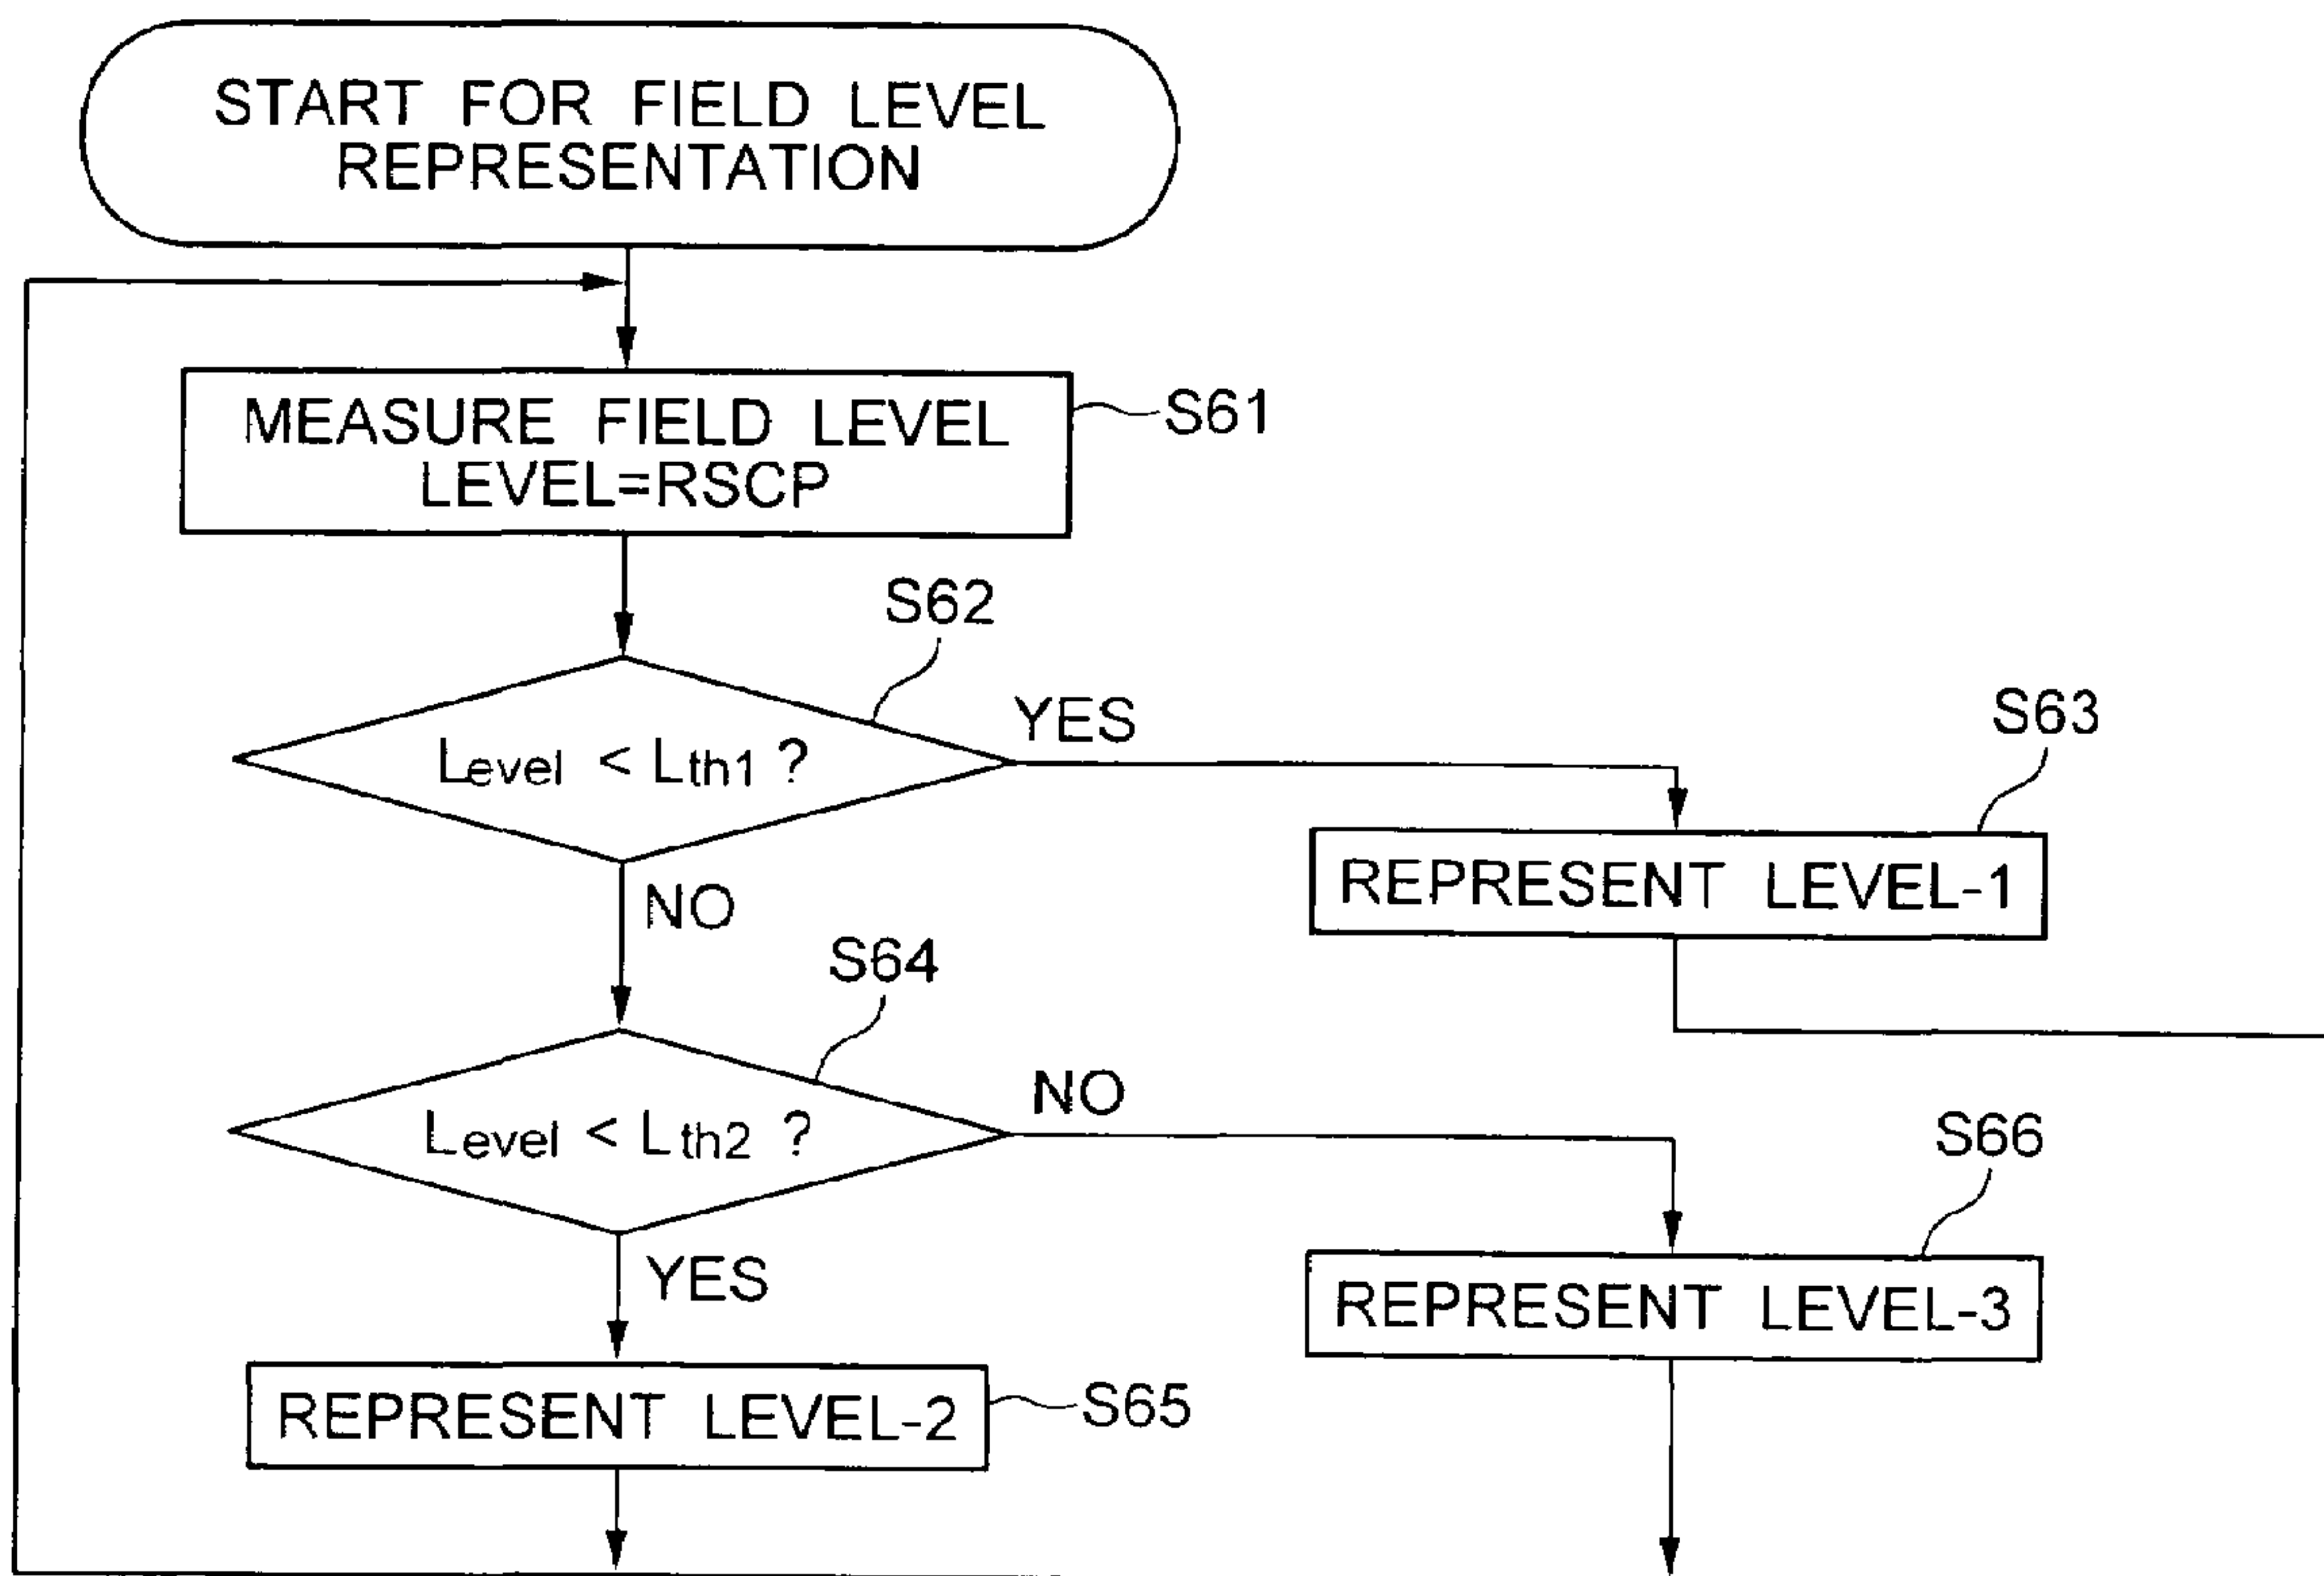 START FOR FIELD LEVEL
REPRESENTATION
MEASURE FIELD LEVEL
LEVEL=RSCP
S61
S62
Level < Lth1 ?
YES
NO
S63
REPRESENT LEVEL-1
S64
Level < Lth2 ?
NO
YES
S66
REPRESENT LEVEL-3
REPRESENT LEVEL-2
S65